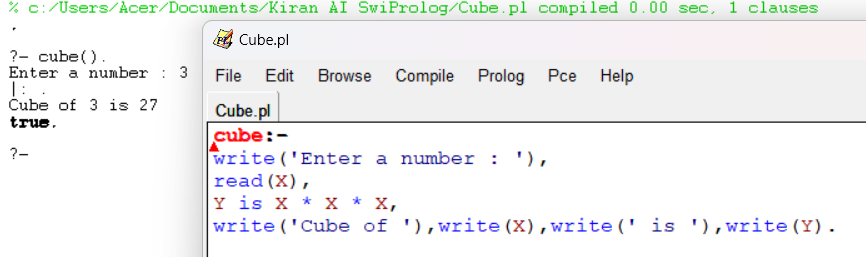 % c:/Users/Acer/Documents/Kiran AI SwiProlog/Cube.pl compiled 0.00 sec, 1 clauses
.
?- cube().
Enter a number : 3
|: .
Cube of 3 is 27
true.
?-
Cube.pl
File Edit Browse Compile Prolog Pce Help
Cube.pl
cube:-
write('Enter a number : '),
read(X),
Y is X * X * X,
write('Cube of '),write(X),write(' is '),write(Y).